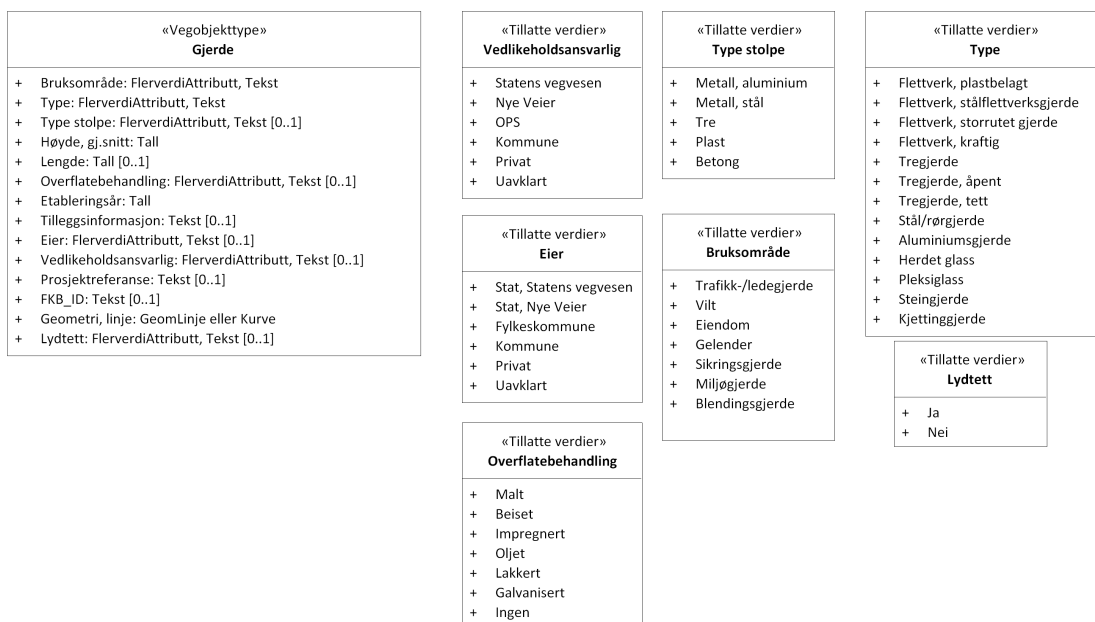 «Vegobjekttype»
Gjerde
+ Bruksområde: FlerverdiAttributt, Tekst
+ Type: FlerverdiAttributt, Tekst
+ Type stolpe: FlerverdiAttributt, Tekst [0..1]
+ Høyde, gj.snitt: Tall
+ Lengde: Tall [0..1]
+ Overflatebehandling: FlerverdiAttributt, Tekst [0..1]
+ Etableringsår: Tall
+ Tilleggsinformasjon: Tekst [0..1]
+ Eier: FlerverdiAttributt, Tekst [0..1]
+ Vedlikeholdsansvarlig: FlerverdiAttributt, Tekst [0..1]
+ Prosjektreferanse: Tekst [0..1]
+ FKB_ID: Tekst [0..1]
+ Geometri, linje: GeomLinje eller Kurve
+ Lydtett: FlerverdiAttributt, Tekst [0..1]
«Tillatte verdier»
Vedlikeholdsansvarlig
+ Statens vegvesen
+ Nye Veier
+ OPS
+ Kommune
+ Privat
+ Uavklart
«Tillatte verdier»
Eier
+ Stat, Statens vegvesen
+ Stat, Nye Veier
+ Fylkeskommune
+ Kommune
+ Privat
+ Uavklart
«Tillatte verdier»
Overflatebehandling
+ Malt
+ Beiset
+ Impregnert
+ Oljet
+ Lakkert
+ Galvanisert
+ Ingen
«Tillatte verdier»
Type stolpe
+ Metall, aluminium
+ Metall, stål
+ Tre
+ Plast
+ Betong
«Tillatte verdier»
Bruksområde
+ Trafikk-/ledegjerde
+ Vilt
+ Eiendom
+ Gelender
+ Sikringsgjerde
+ Miljøgjerde
+ Blendingsgjerde
«Tillatte verdier»
Type
+ Flettverk, plastbelagt
+ Flettverk, stålflettverksgjerde
+ Flettverk, storrutet gjerde
+ Flettverk, kraftig
+ Tregjerde
+ Tregjerde, åpent
+ Tregjerde, tett
+ Stål/rørgjerde
+ Aluminiumsgjerde
+ Herdet glass
+ Pleksiglass
+ Steingjerde
+ Kjettinggjerde
«Tillatte verdier»
Lydtett
+ Ja
+ Nei